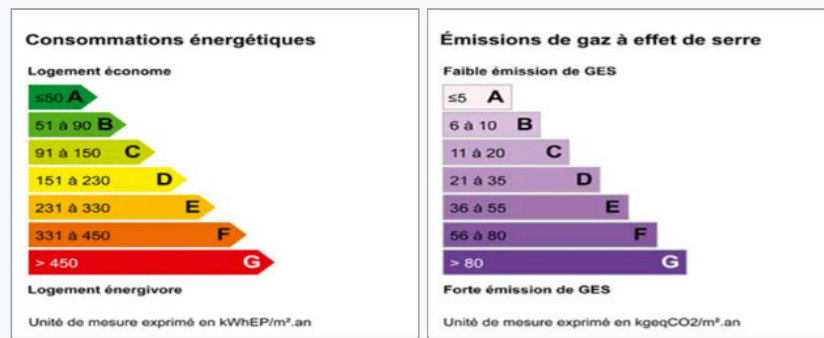 Consommations énergétiques
Logement économe
≤50 A
51 à 90 B
91 à 150 C
151 à 230 D
231 à 330 E
331 à 450 F
> 450 G
Logement énergivore
Unité de mesure exprimé en kWhEP/m².an
Émissions de gaz à effet de serre
Faible émission de GES
≤5 A
6 à 10 B
11 à 20 C
21 à 35 D
36 à 55 E
56 à 80 F
> 80 G
Forte émission de GES
Unité de mesure exprimé en kgeqCO2/m².an